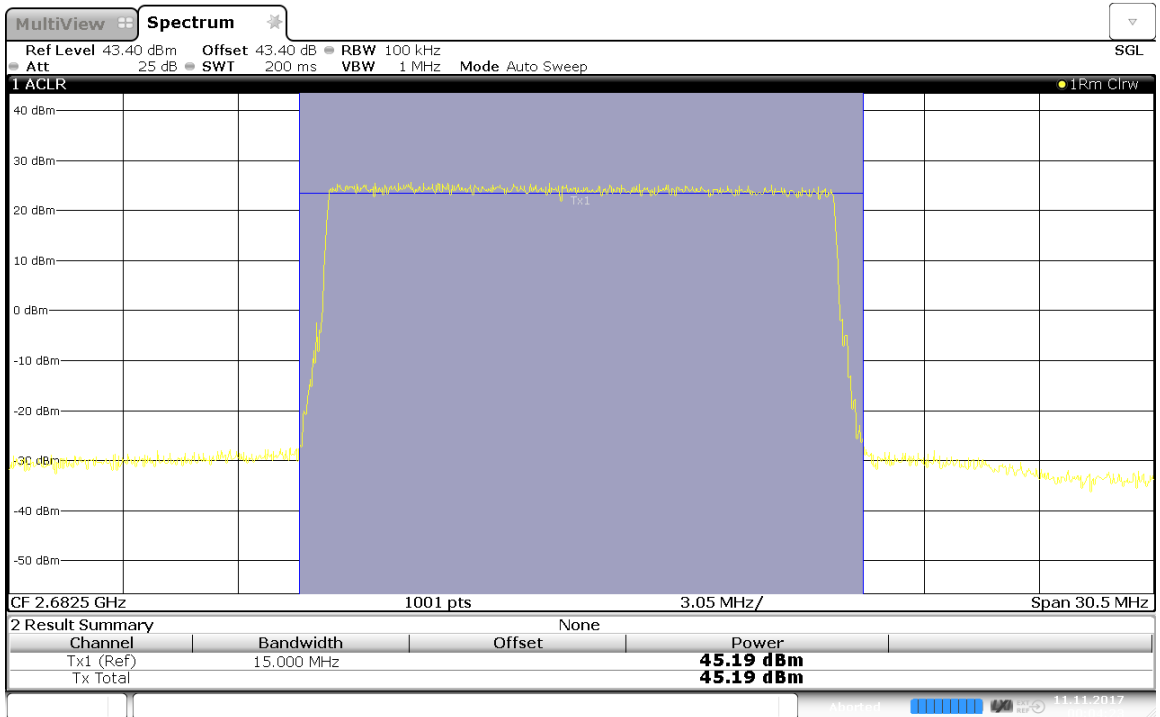 MultiView Spectrum
Ref Level 43.40 dBm Offset 43.40 dB RBW 100 kHz SGL
Att 25 dB SWT 200 ms VBW 1 MHz Mode Auto Sweep
1 ACLR 1Rm Clrw
40 dBm
30 dBm
Tx1
20 dBm
10 dBm
0 dBm
-10 dBm
-20 dBm
-30 dBm
-40 dBm
-50 dBm
CF 2.6825 GHz 1001 pts 3.05 MHz/ Span 30.5 MHz
2 Result Summary None
Channel Bandwidth Offset Power
Tx1 (Ref) 15.000 MHz 45.19 dBm
Tx Total 45.19 dBm
Aborted LXI EXT REF 11.11.2017